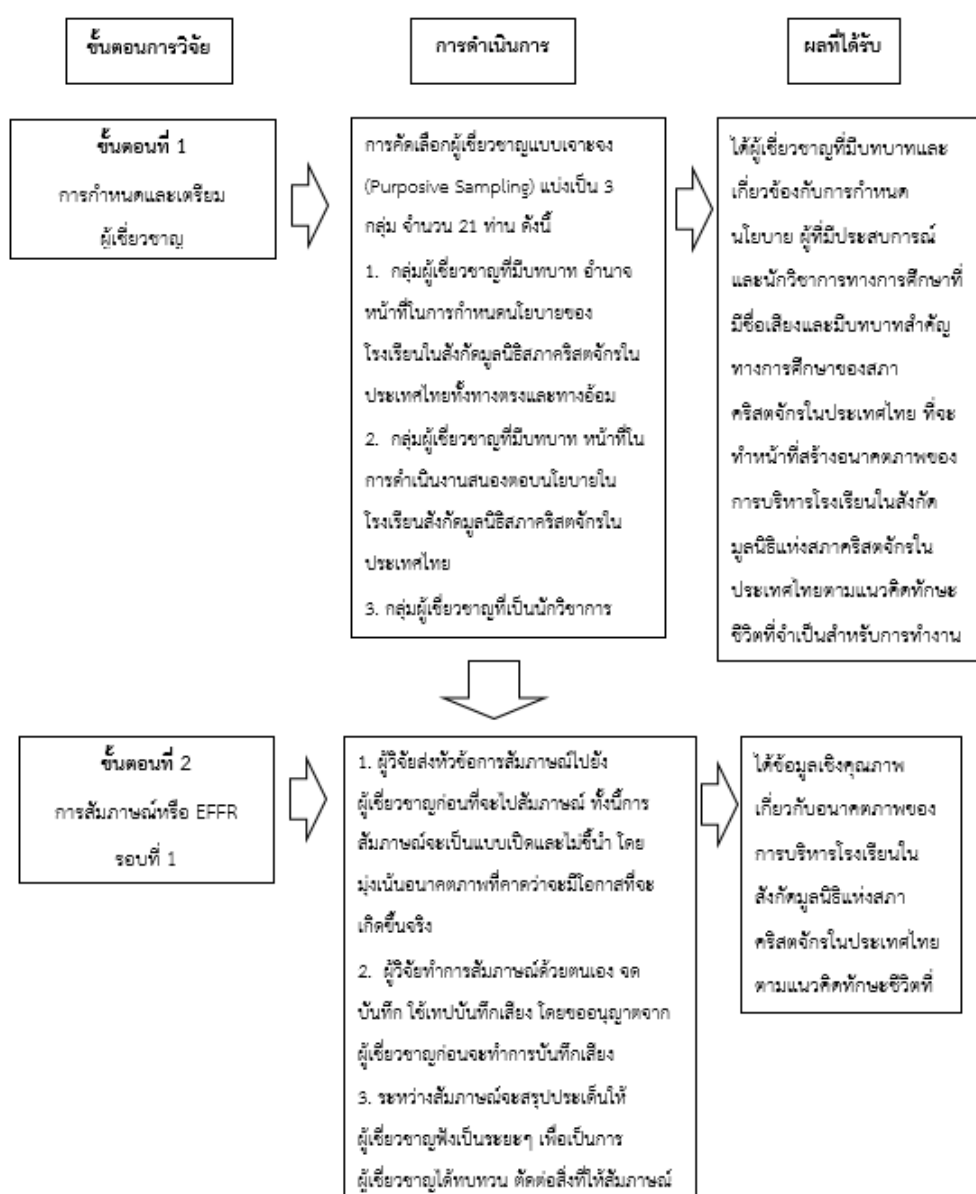 ขั้นตอนการวิจัย
การดำเนินการ
ผลที่ได้รับ
ขั้นตอนที่ 1
การกำหนดและเตรียม
ผู้เชี่ยวชาญ
การคัดเลือกผู้เชี่ยวชาญแบบเจาะจง
(Purposive Sampling) แบ่งเป็น 3
กลุ่ม จำนวน 21 ท่าน ดังนี้
1. กลุ่มผู้เชี่ยวชาญที่มีบทบาท อำนาจ
หน้าที่ในการกำหนดนโยบายของ
โรงเรียนในสังกัดมูลนิธิสภาคริสตจักรใน
ประเทศไทยทั้งทางตรงและทางอ้อม
2. กลุ่มผู้เชี่ยวชาญที่มีบทบาท หน้าที่ใน
การดำเนินงานสนองตอบนโยบายใน
โรงเรียนสังกัดมูลนิธิสภาคริสตจักรใน
ประเทศไทย
3. กลุ่มผู้เชี่ยวชาญที่เป็นนักวิชาการ
ได้ผู้เชี่ยวชาญที่มีบทบาทและ
เกี่ยวข้องกับการกำหนด
นโยบาย ผู้ที่มีประสบการณ์
และนักวิชาการทางการศึกษาที่
มีชื่อเสียงและมีบทบาทสำคัญ
ทางการศึกษาของสภา
คริสตจักรในประเทศไทย ที่จะ
ทำหน้าที่สร้างอนาคตภาพของ
การบริหารโรงเรียนในสังกัด
มูลนิธิแห่งสภาคริสตจักรใน
ประเทศไทยตามแนวคิดทักษะ
ชีวิตที่จำเป็นสำหรับการทำงาน
ขั้นตอนที่ 2
การสัมภาษณ์หรือ EFFR
รอบที่ 1
1. ผู้วิจัยส่งหัวข้อการสัมภาษณ์ไปยัง
ผู้เชี่ยวชาญก่อนที่จะไปสัมภาษณ์ ทั้งนี้การ
สัมภาษณ์จะเป็นแบบเปิดและไม่ชี้นำ โดย
มุ่งเน้นอนาคตภาพที่คาดว่าจะมีโอกาสที่จะ
เกิดขึ้นจริง
2. ผู้วิจัยทำการสัมภาษณ์ด้วยตนเอง จด
บันทึก ใช้เทปบันทึกเสียง โดยขออนุญาตจาก
ผู้เชี่ยวชาญก่อนจะทำการบันทึกเสียง
3. ระหว่างสัมภาษณ์จะสรุปประเด็นให้
ผู้เชี่ยวชาญฟังเป็นระยะๆ เพื่อเป็นการ
ผู้เชี่ยวชาญได้ทบทวน ตัดต่อสิ่งที่ให้สัมภาษณ์
ได้ข้อมูลเชิงคุณภาพ
เกี่ยวกับอนาคตภาพของ
การบริหารโรงเรียนใน
สังกัดมูลนิธิแห่งสภา
คริสตจักรในประเทศไทย
ตามแนวคิดทักษะชีวิตที่